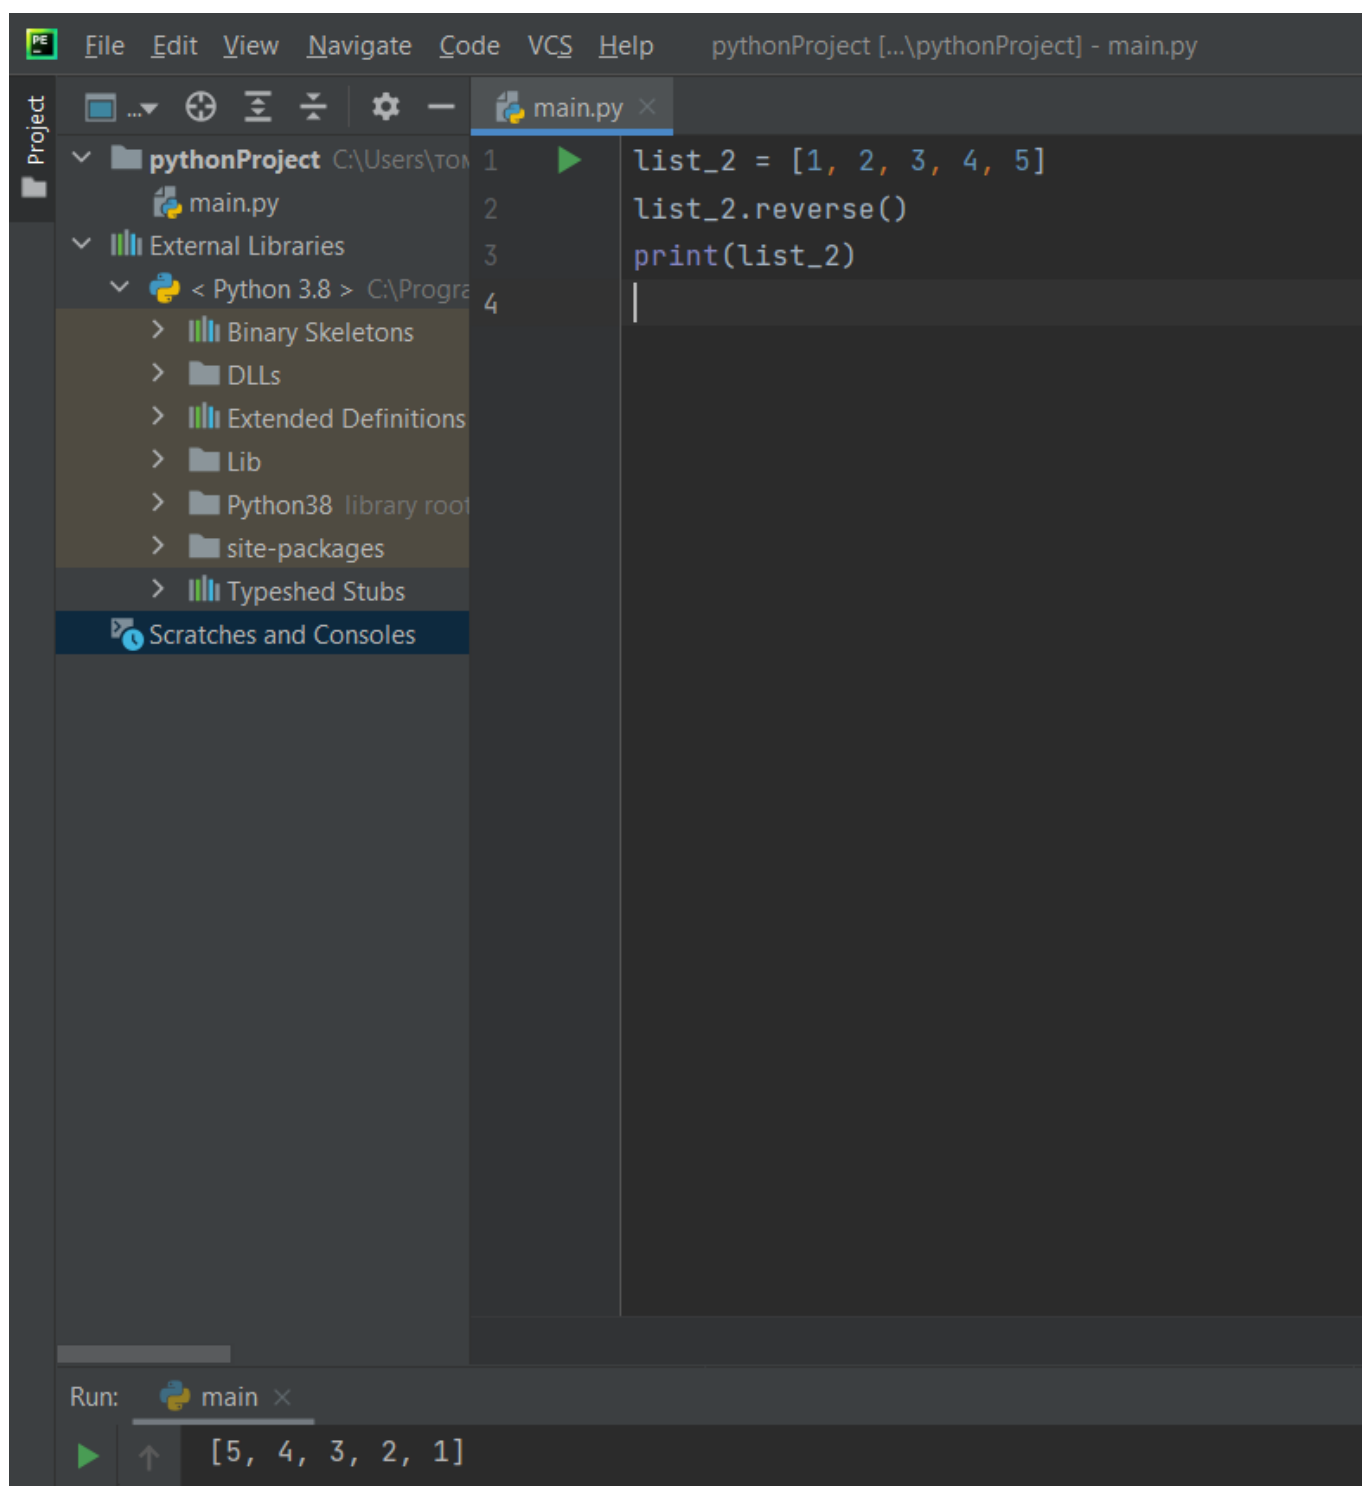 PE File Edit View Navigate Code VCS Help pythonProject [...\pythonProject] - main.py
Project
... main.py
pythonProject C:\Users\том
main.py
External Libraries
< Python 3.8 > C:\Progra
Binary Skeletons
DLLs
Extended Definitions
Lib
Python38 library root
site-packages
Typeshed Stubs
Scratches and Consoles
1 list_2 = [1, 2, 3, 4, 5]
2 list_2.reverse()
3 print(list_2)
4
Run: main
[5, 4, 3, 2, 1]